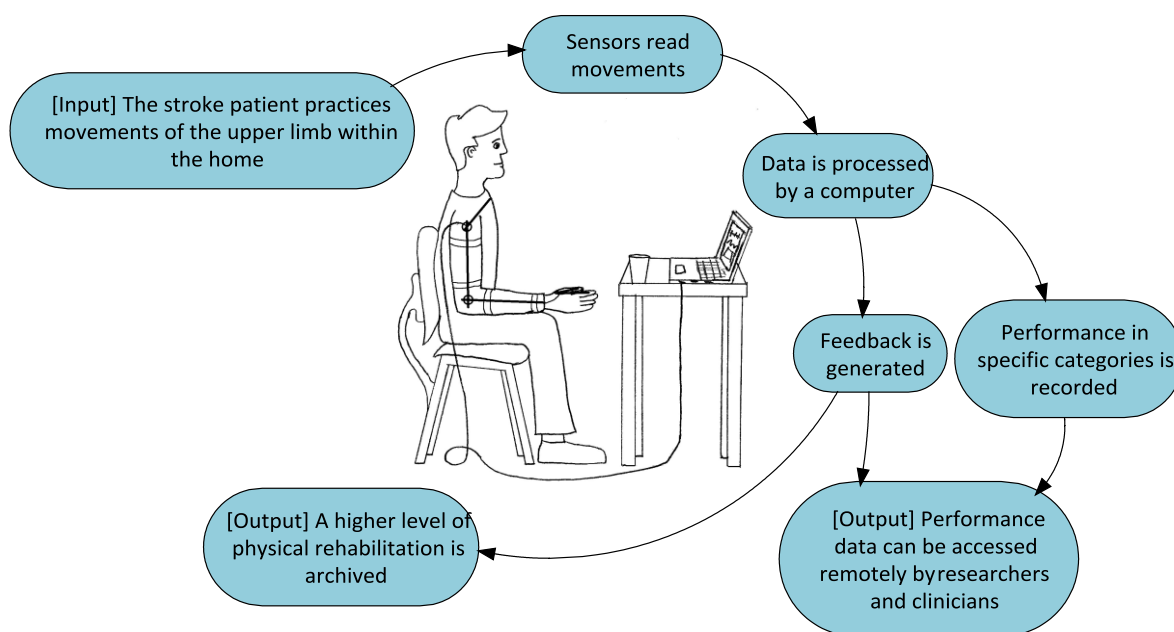 Sensors read
movements
[Input] The stroke patient practices
movements of the upper limb within
the home
Data is processed
by a computer
Feedback is
generated
Performance in
specific categories is
recorded
[Output] A higher level of
physical rehabilitation is
archived
[Output] Performance
data can be accessed
remotely by researchers
and clinicians